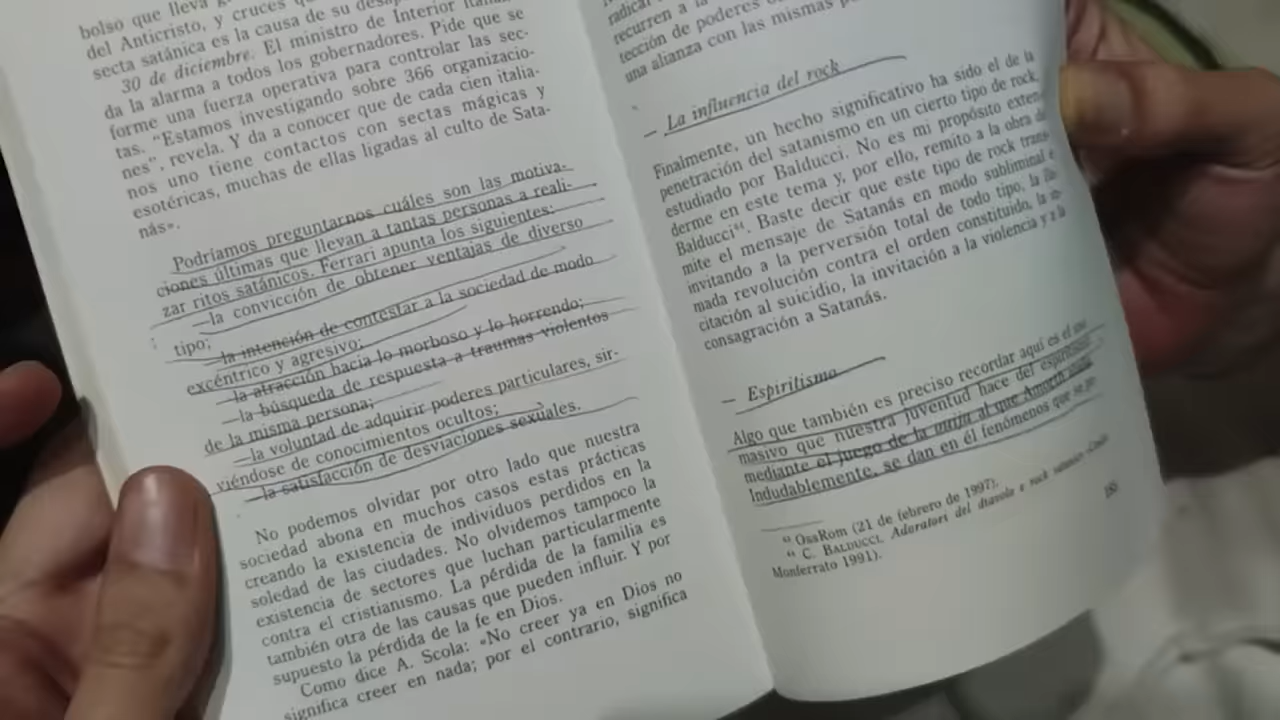 bolso que lleva
del Anticristo, y cruces
secta satánica es la causa de su
30 de diciembre. El ministro de Interior
da la alarma a todos los gobernadores. Pide que se
forme una fuerza operativa para controlar las sec-
tas. "Estamos investigando sobre 366 organizacio-
nes", revela. Y da a conocer que de cada cien italia-
nos uno tiene contactos con sectas mágicas y
esotéricas, muchas de ellas ligadas al culto de Sata-
nás».
Podríamos preguntarnos cuáles son las motiva-
ciones últimas que llevan a tantas personas a reali-
zar ritos satánicos. Ferrari apunta los siguientes:
—la convicción de obtener ventajas de diverso
tipo;
—la intención de contestar a la sociedad de modo
excéntrico y agresivo;
—la atracción hacia lo morboso y lo horrendo;
—la búsqueda de respuesta a traumas violentos
de la misma persona;
—la voluntad de adquirir poderes particulares, sir-
viéndose de conocimientos ocultos;
—la satisfacción de desviaciones sexuales.
No podemos olvidar por otro lado que nuestra
sociedad abona en muchos casos estas prácticas
creando la existencia de individuos perdidos en la
soledad de las ciudades. No olvidemos tampoco la
existencia de sectores que luchan particularmente
contra el cristianismo. La pérdida de la familia es
también otra de las causas que pueden influir. Y por
supuesto la pérdida de la fe en Dios.
Como dice A. Scola: «No creer ya en Dios no
significa creer en nada; por el contrario, significa
radicar
recurren a la
tección de poderes
una alianza con las mismas
– La influencia del rock
Finalmente, un hecho significativo ha sido el de la
penetración del satanismo en un cierto tipo de rock,
estudiado por Balducci. No es mi propósito exten-
derme en este tema y, por ello, remito a la obra de
Balducci⁴⁴. Baste decir que este tipo de rock trans-
mite el mensaje de Satanás en modo subliminal e
invitando a la perversión total de todo tipo, la
mada revolución contra el orden constituido, la in-
citación al suicidio, la invitación a la violencia y a la
consagración a Satanás.
– Espiritismo
Algo que también es preciso recordar aquí es el uso
masivo que nuestra juventud hace del espiritismo
mediante el juego de la ouija al que Amorth
Indudablemente, se dan en él fenómenos que se
OssRom (21 de febrero de 1997).
⁴⁴ C. BALDUCCI, Adoratori del diavolo e rock satanico
Monferrato 1991).